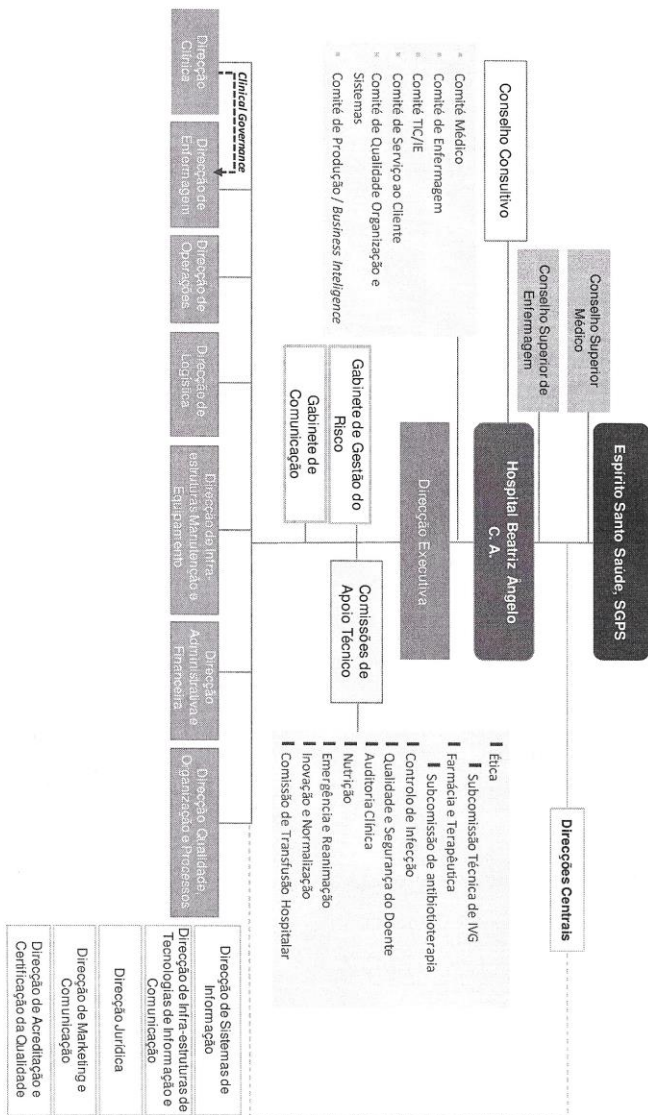 Espírito Santo Saúde, SGPS
Conselho Superior
Médico
Conselho Superior de
Enfermagem
Direcções Centrais
Hospital Beatriz Ângelo
C. A.
Conselho Consultivo
Direcção Executiva
Comité Médico
Comité de Enfermagem
Comité TIC/IE
Comité de Serviço ao Cliente
Comité de Qualidade Organização e
Sistemas
Comité de Produção / Business Inteligence
Gabinete de Gestão do
Risco
Gabinete de
Comunicação
Comissões de
Apoio Técnico
Ética
Subcomissão Técnica de IVG
Farmácia e Terapêutica
Subcomissão de antibiotioterapia
Controlo de Infecção
Qualidade e Segurança do Doente
Auditoria Clínica
Nutrição
Emergência e Reanimação
Inovação e Normalização
Comissão de Transfusão Hospitalar
Clinical Governance
Direcção
Clínica
Direcção de
Enfermagem
Direcção de
Operações
Direcção de
Logística
Direcção de Infra-
estruturas Manutenção e
Equipamento
Direcção
Administrativa e
Financeira
Direcção Qualidade
Organização e Processos
Direcção de Sistemas de
Informação
Direcção de Infra-estruturas de
Tecnologias de Informação e
Comunicação
Direcção Jurídica
Direcção de Marketing e
Comunicação
Direcção de Acreditação e
Certificação da Qualidade